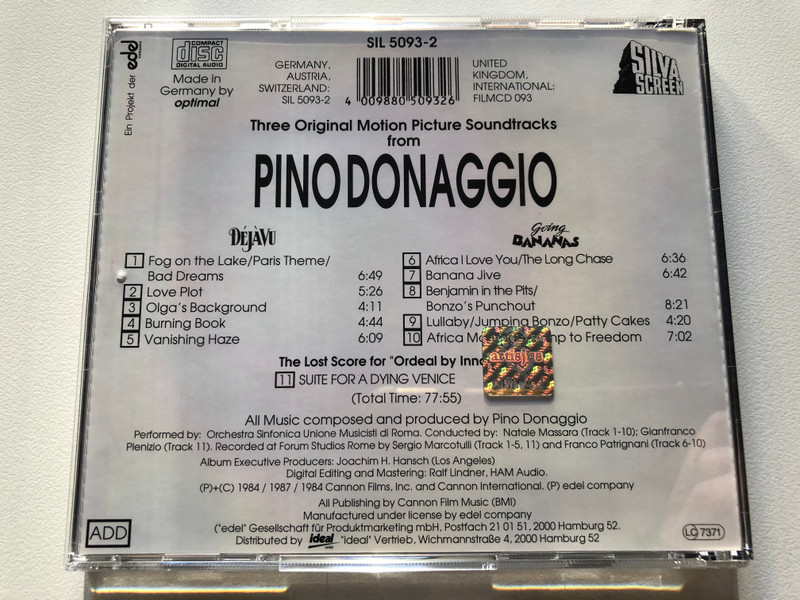 Ein Projekt der edel
COMPACT
disc
DIGITAL AUDIO
Made in
Germany by
optimal
SIL 5093-2
GERMANY,
AUSTRIA,
SWITZERLAND:
SIL 5093-2
4 009880 509326
UNITED
KINGDOM,
INTERNATIONAL:
FILMCD 093
SILVA
SCREEN
Three Original Motion Picture Soundtracks
from
PINO DONAGGIO
DÉJÀVU
1 Fog on the Lake/Paris Theme/
Bad Dreams 6:49
2 Love Plot 5:26
3 Olga's Background 4:11
4 Burning Book 4:44
5 Vanishing Haze 6:09
Going
BANANAS
6 Africa I Love You/The Long Chase 6:36
7 Banana Jive 6:42
8 Benjamin in the Pits/
Bonzo's Punchout 8:21
9 Lullaby/Jumping Bonzo/Patty Cakes 4:20
10 Africa to Freedom 7:02
The Lost Score for "Ordeal by
11 SUITE FOR A DYING VENICE
(Total Time: 77:55)
All Music composed and produced by Pino Donaggio
Performed by: Orchestra Sinfonica Unione Musicisti di Roma. Conducted by: Natale Massara (Track 1-10); Gianfranco
Plenizio (Track 11). Recorded at Forum Studios Rome by Sergio Marcotulli (Track 1-5, 11) and Franco Patrignani (Track 6-10)
Album Executive Producers: Joachim H. Hansch (Los Angeles)
Digital Editing and Mastering: Ralf Lindner, HAM Audio.
(P)+(C) 1984 / 1987 / 1984 Cannon Films, Inc. and Cannon International. (P) edel company
All Publishing by Cannon Film Music (BMI)
Manufactured under license by edel company
("edel" Gesellschaft für Produktmarketing mbH, Postfach 21 01 51, 2000 Hamburg 52.
Distributed by ideal "ideal" Vertrieb, Wichmannstraße 4, 2000 Hamburg 52
ADD
LC 7371